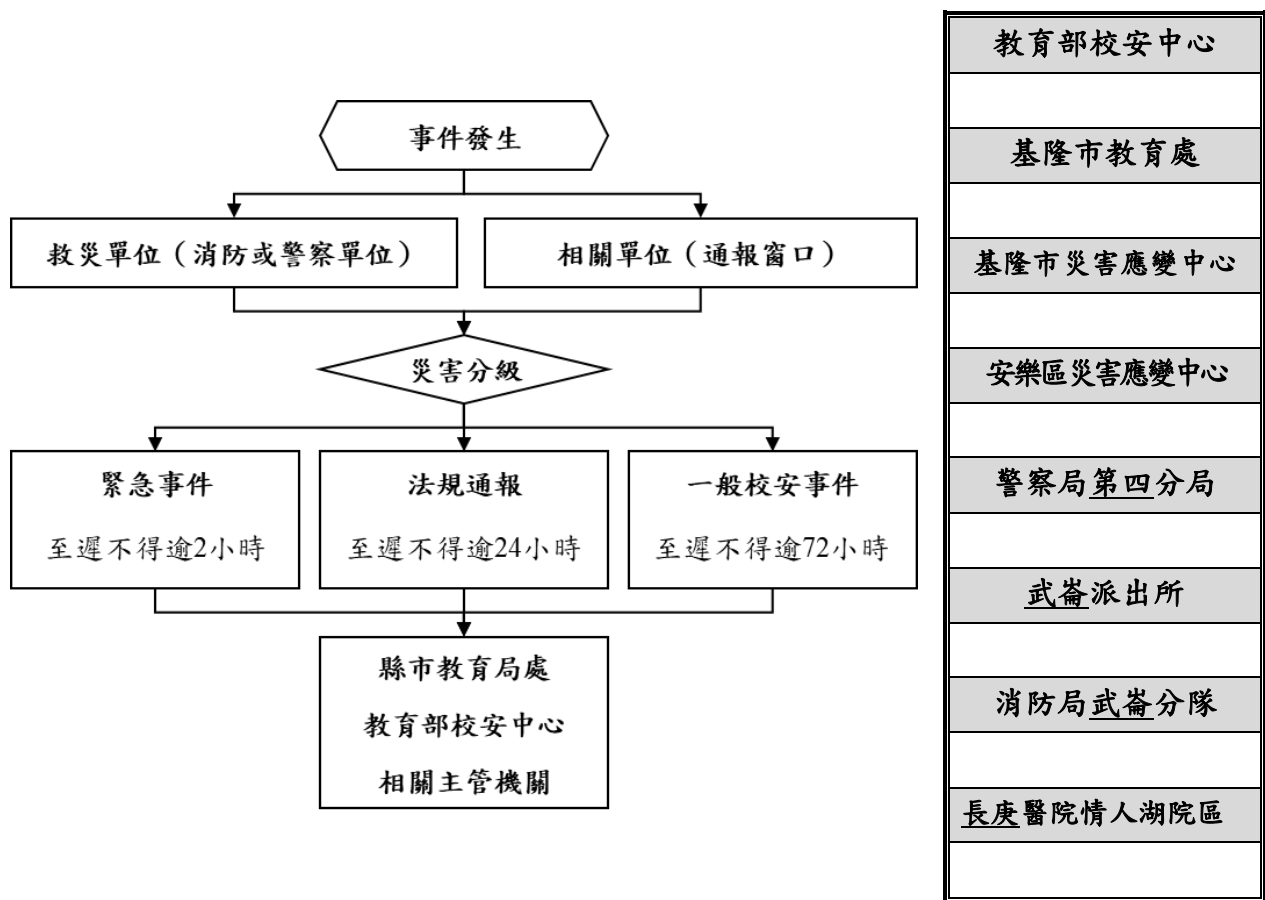 事件發生
救災單位（消防或警察單位）
相關單位（通報窗口）
災害分級
緊急事件
至遲不得逾2小時
法規通報
至遲不得逾24小時
一般校安事件
至遲不得逾72小時
縣市教育局處
教育部校安中心
相關主管機關
教育部校安中心
基隆市教育處
基隆市災害應變中心
安樂區災害應變中心
警察局第四分局
武崙派出所
消防局武崙分隊
長庚醫院情人湖院區